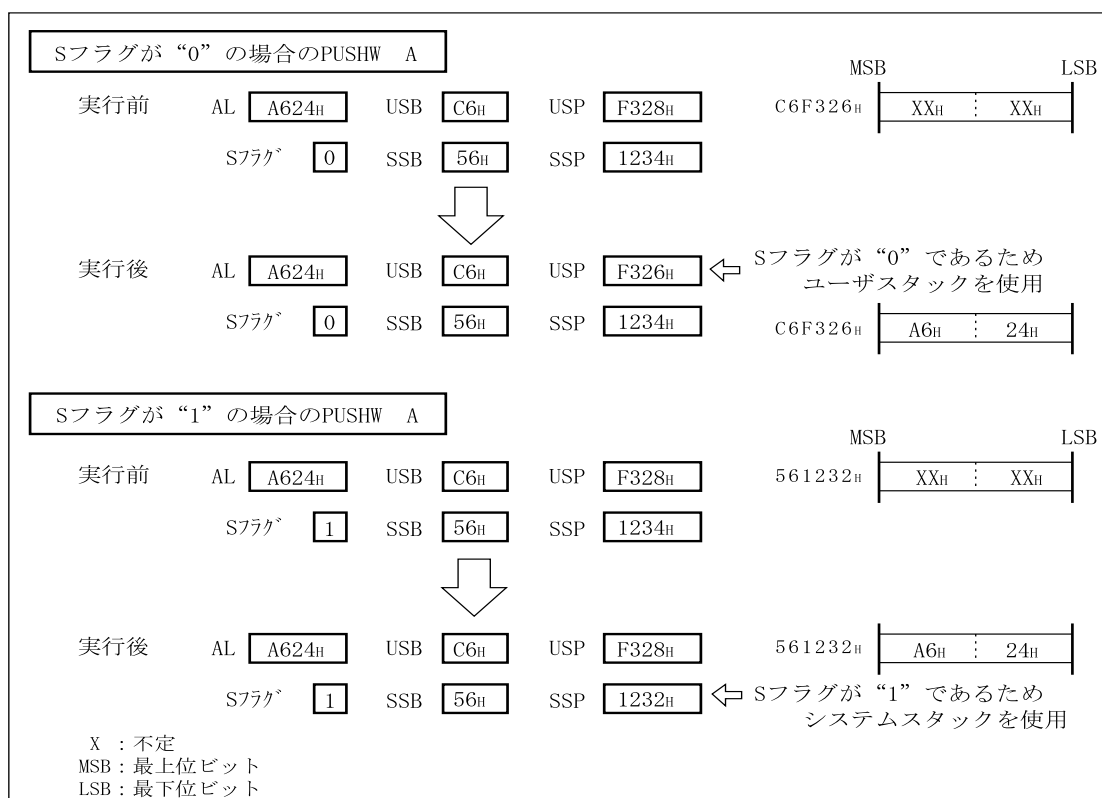 Sフラグが“0”の場合のPUSHW A
MSB LSB
実行前 AL A624H USB C6H USP F328H C6F326H XXH XXH
Sﾌﾗｸﾞ 0 SSB 56H SSP 1234H
実行後 AL A624H USB C6H USP F326H Sフラグが“0”であるため
ユーザスタックを使用
Sﾌﾗｸﾞ 0 SSB 56H SSP 1234H C6F326H A6H 24H
Sフラグが“1”の場合のPUSHW A
MSB LSB
実行前 AL A624H USB C6H USP F328H 561232H XXH XXH
Sﾌﾗｸﾞ 1 SSB 56H SSP 1234H
実行後 AL A624H USB C6H USP F328H 561232H A6H 24H
Sﾌﾗｸﾞ 1 SSB 56H SSP 1232H Sフラグが“1”であるため
システムスタックを使用
X ：不定
MSB：最上位ビット
LSB：最下位ビット